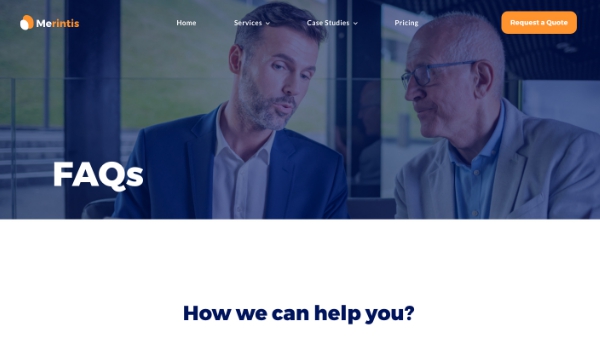 Merintis
Home
Services
Case Studies
Pricing
Request a Quote
FAQs
How we can help you?